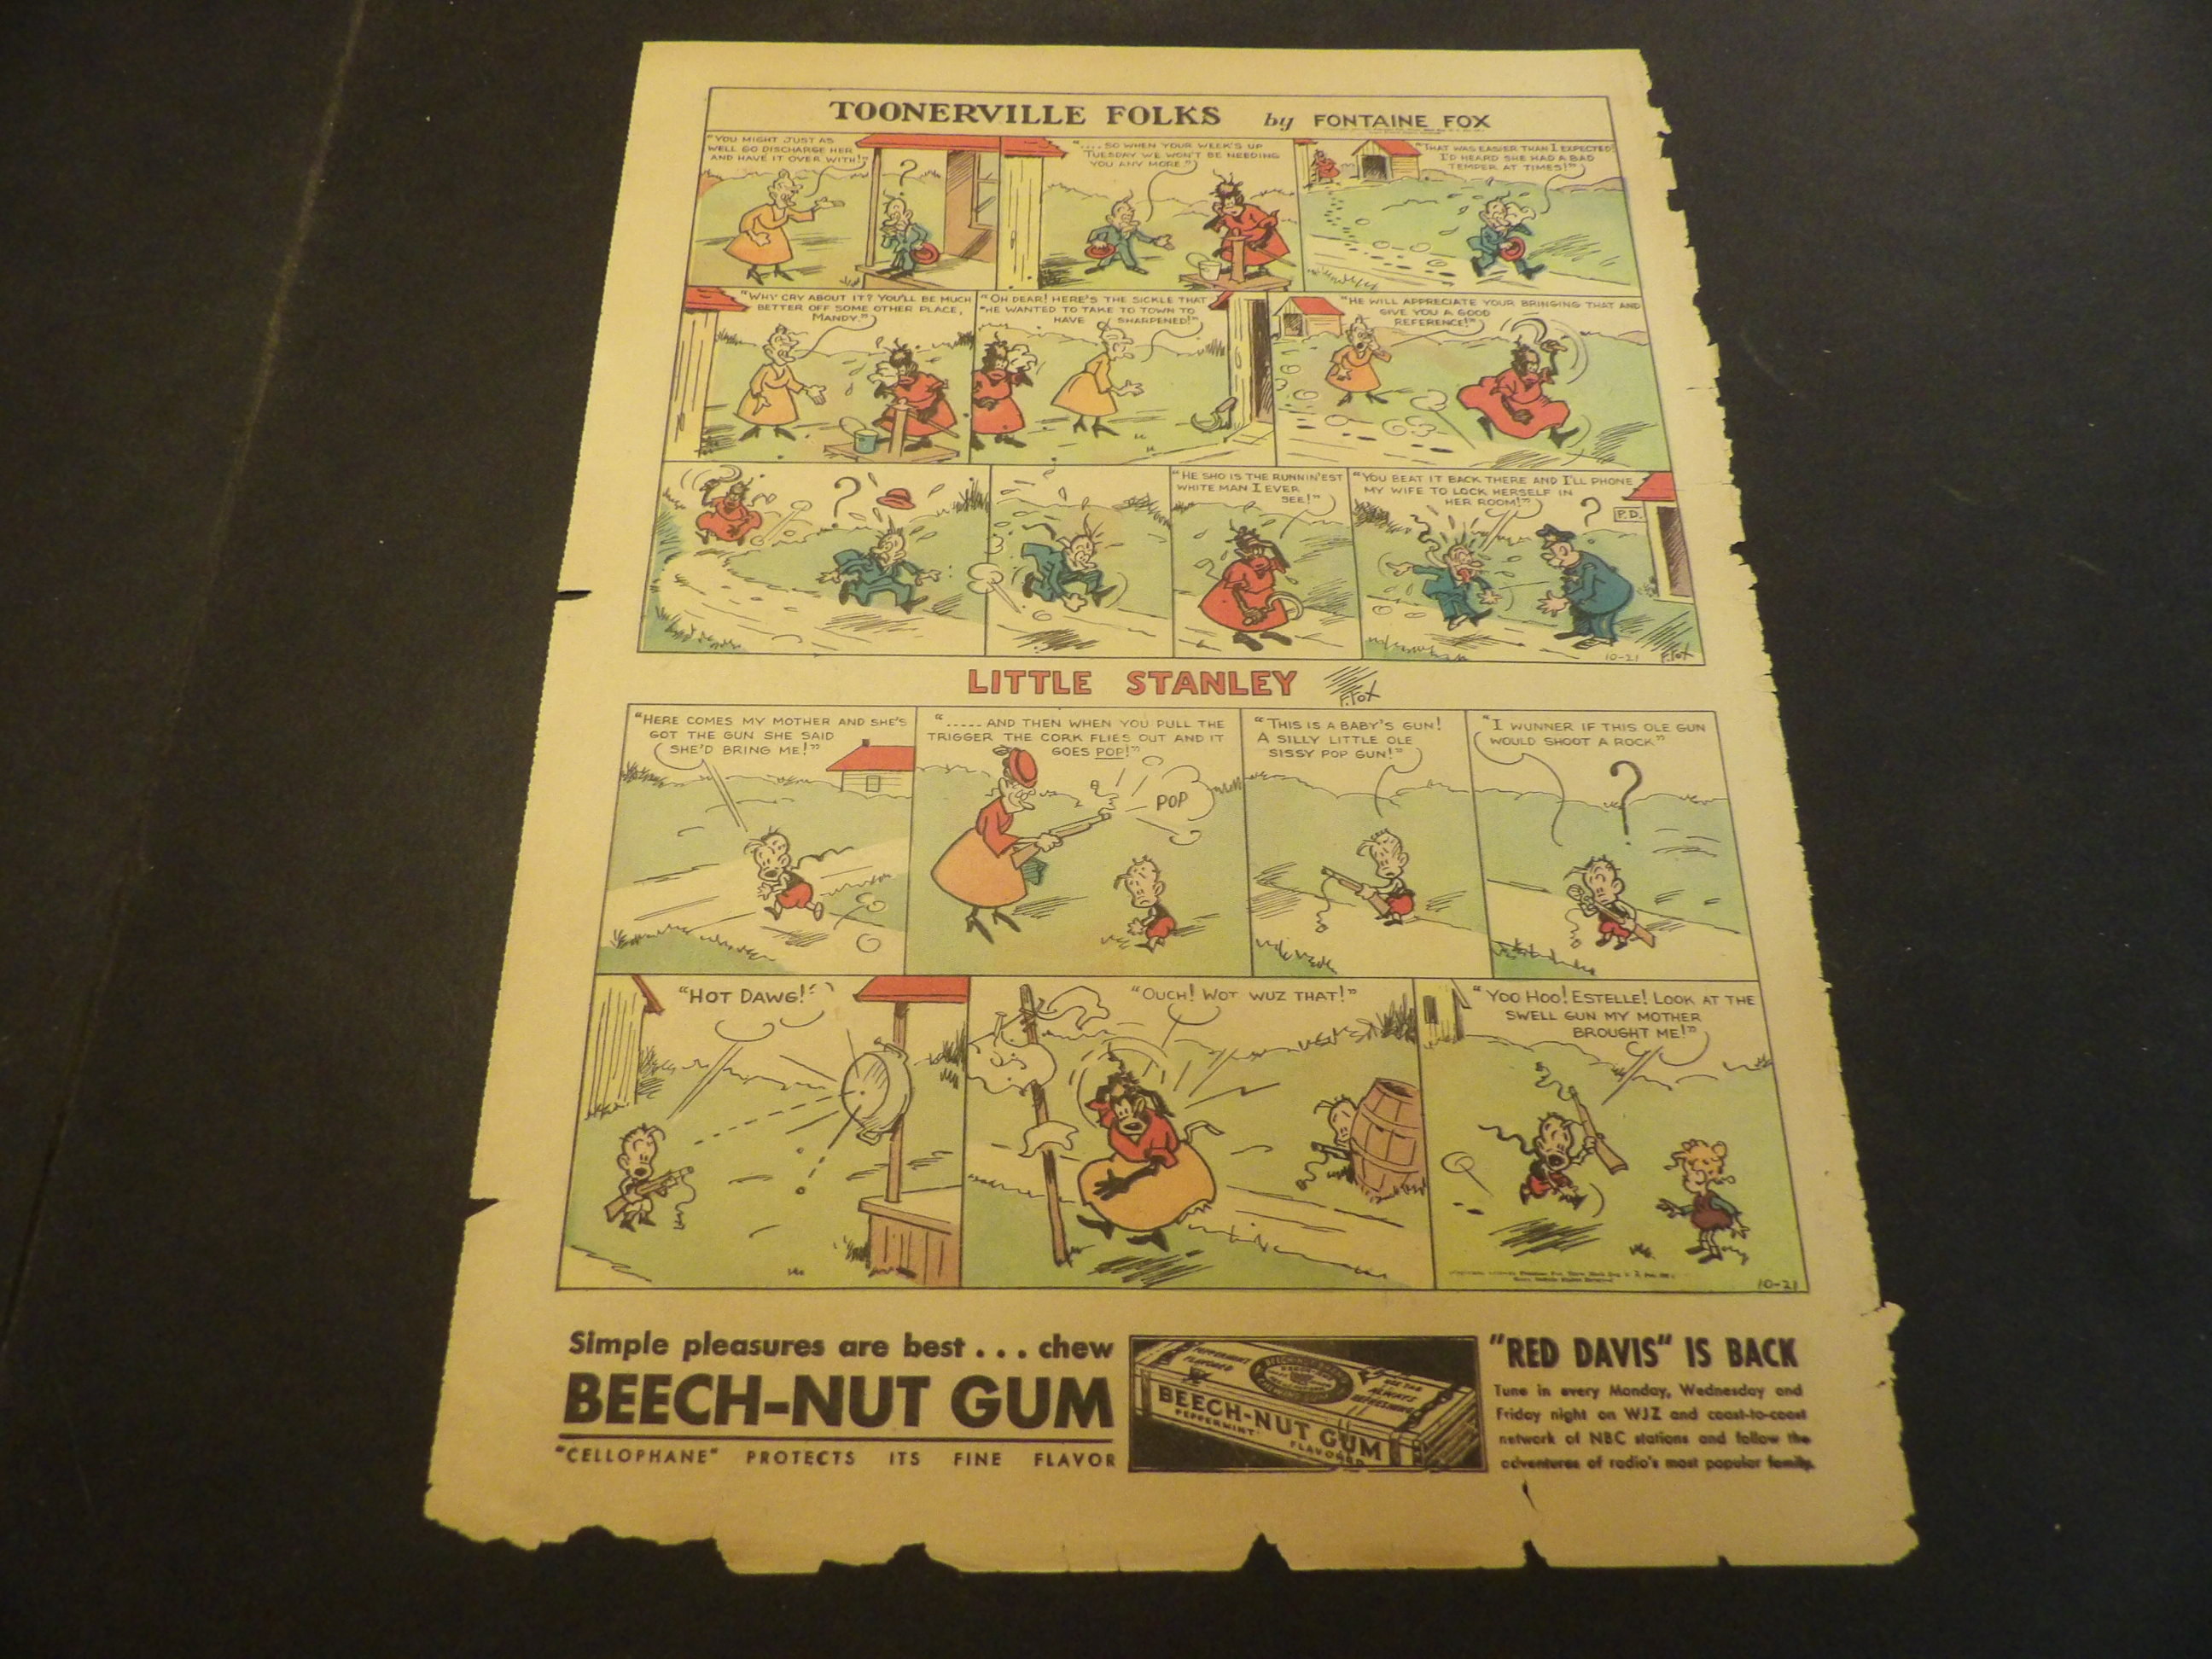 TOONERVILLE FOLKS by FONTAINE FOX
"YOU MIGHT JUST AS
WELL GO DISCHARGE HER
AND HAVE IT OVER WITH!"
?
".... SO WHEN YOUR WEEK'S UP
TUESDAY WE WON'T BE NEEDING
YOU ANY MORE."
"THAT WAS EASIER THAN I EXPECTED!
I'D HEARD SHE HAD A BAD
TEMPER AT TIMES!"
"WHY CRY ABOUT IT? YOU'LL BE MUCH
BETTER OFF SOME OTHER PLACE,
MANDY."
"OH DEAR! HERE'S THE SICKLE THAT
HE WANTED TO TAKE TO TOWN TO
HAVE SHARPENED!"
"HE WILL APPRECIATE YOUR BRINGING THAT AND
GIVE YOU A GOOD
REFERENCE!"
?
"HE SHO IS THE RUNNIN'EST
WHITE MAN I EVER
SEE!"
"YOU BEAT IT BACK THERE AND I'LL PHONE
MY WIFE TO LOCK HERSELF IN
HER ROOM!"
?
P.D.
10-21 F. Fox
LITTLE STANLEY
F. Fox
"HERE COMES MY MOTHER AND SHE'S
GOT THE GUN SHE SAID
SHE'D BRING ME!"
"..... AND THEN WHEN YOU PULL THE
TRIGGER THE CORK FLIES OUT AND IT
GOES POP!"
POP
"THIS IS A BABY'S GUN!
A SILLY LITTLE OLE
SISSY POP GUN!"
"I WUNNER IF THIS OLE GUN
WOULD SHOOT A ROCK"
?
"HOT DAWG!"
"OUCH! WOT WUZ THAT!"
"YOO HOO! ESTELLE! LOOK AT THE
SWELL GUN MY MOTHER
BROUGHT ME!"
10-21
Simple pleasures are best . . . chew
BEECH-NUT GUM
"CELLOPHANE" PROTECTS ITS FINE FLAVOR
PEPPERMINT
FLAVORED
ALWAYS
REFRESHING
BEECH-NUT GUM
PEPPERMINT FLAVORED
"RED DAVIS" IS BACK
Tune in every Monday, Wednesday and
Friday night on WJZ and coast-to-coast
network of NBC stations and follow the
adventures of radio's most popular family.